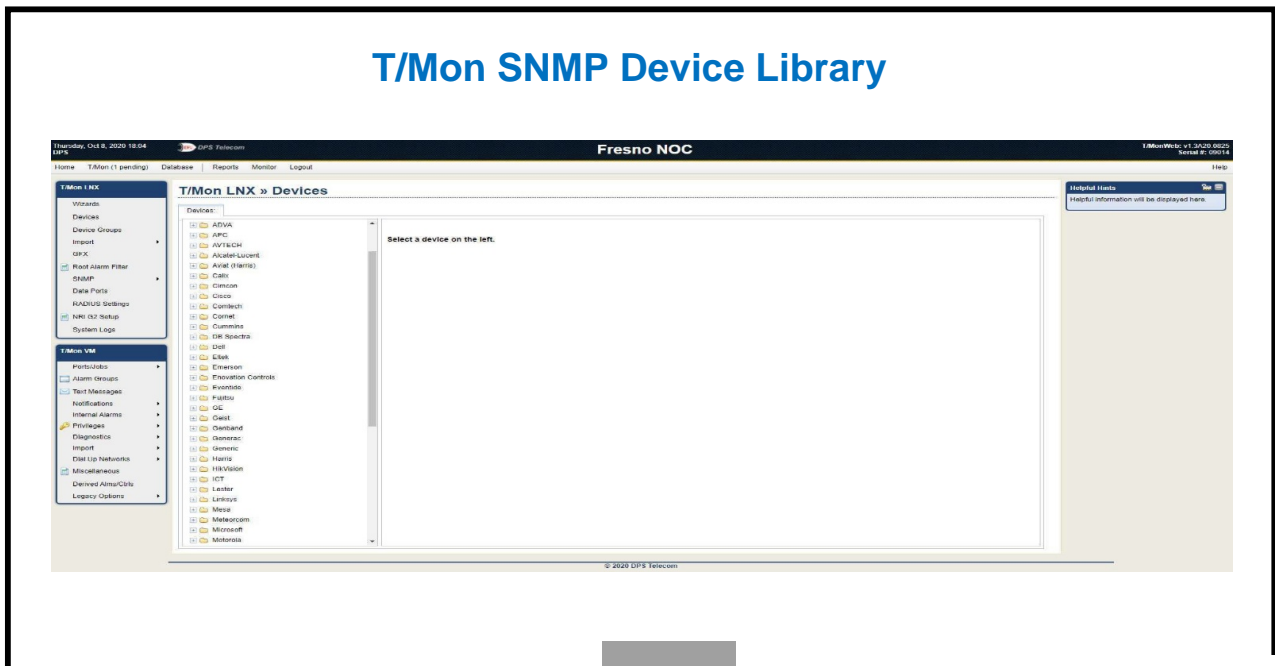 T/Mon SNMP Device Library
Thursday, Oct 8, 2020 18:04
DPS
DPS Telecom
Fresno NOC
T/MonWeb: v1.3A20.0825
Serial #: 09014
Home T/Mon (1 pending) Database | Reports Monitor Logout
Help
T/Mon LNX
Wizards
Devices
Device Groups
Import
GFX
Root Alarm Filter
SNMP
Data Ports
RADIUS Settings
NRI G2 Setup
System Logs
T/Mon VM
Ports/Jobs
Alarm Groups
Text Messages
Notifications
Internal Alarms
Privileges
Diagnostics
Import
Dial Up Networks
Miscellaneous
Derived Alms/Ctrls
Legacy Options
T/Mon LNX » Devices
Devices:
ADVA
APC
AVTECH
Alcatel-Lucent
Aviat (Harris)
Calix
Cimcon
Cisco
Comtech
Cornet
Cummins
DB Spectra
Dell
Eltek
Emerson
Enovation Controls
Eventide
Fujitsu
GE
Geist
Genband
Generac
Generic
Harris
HikVision
ICT
Lester
Linksys
Mesa
Meteorcom
Microsoft
Motorola
Select a device on the left.
Helpful Hints
Helpful information will be displayed here.
© 2020 DPS Telecom